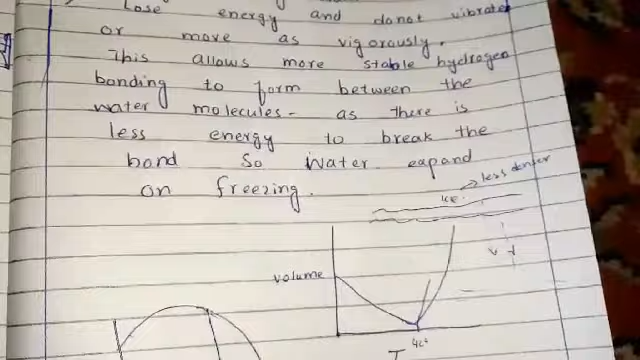 Lose energy and donot vibrate
or move as vigorously.
This allows more stable hydrogen
bonding to form between the
water molecules- as there is
less energy to break the
bond so water expand
on freezing.
less denser
Ice.
volume
4c°
T